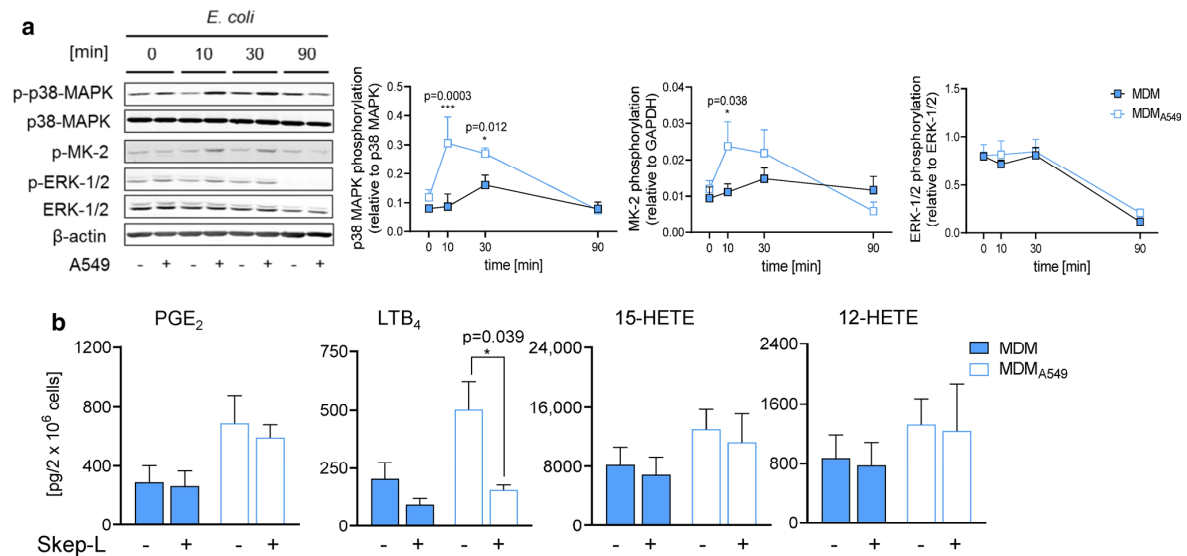 a
E. coli
[min] 0 10 30 90
p-p38-MAPK
p38-MAPK
p-MK-2
p-ERK-1/2
ERK-1/2
β-actin
A549 - + - + - + - +
p38 MAPK phosphorylation
(relative to p38 MAPK)
0.5
0.4
0.3
0.2
0.1
0.0
p=0.0003
***
p=0.012
*
0 10 30 90
time [min]
MK-2 phosphorylation
(relative to GAPDH)
0.04
0.03
0.02
0.01
0.00
p=0.038
*
0 10 30 90
time [min]
ERK-1/2 phosphorylation
(relative to ERK-1/2)
1.5
1.0
0.5
0.0
0 10 30 90
time [min]
MDM
MDMA549
b
PGE2
[pg/2 x 10⁶ cells]
1200
800
400
0
- + - +
LTB4
p=0.039
*
750
500
250
0
- + - +
15-HETE
24,000
16,000
8000
0
- + - +
12-HETE
2400
1600
800
0
- + - +
MDM
MDMA549
Skep-L